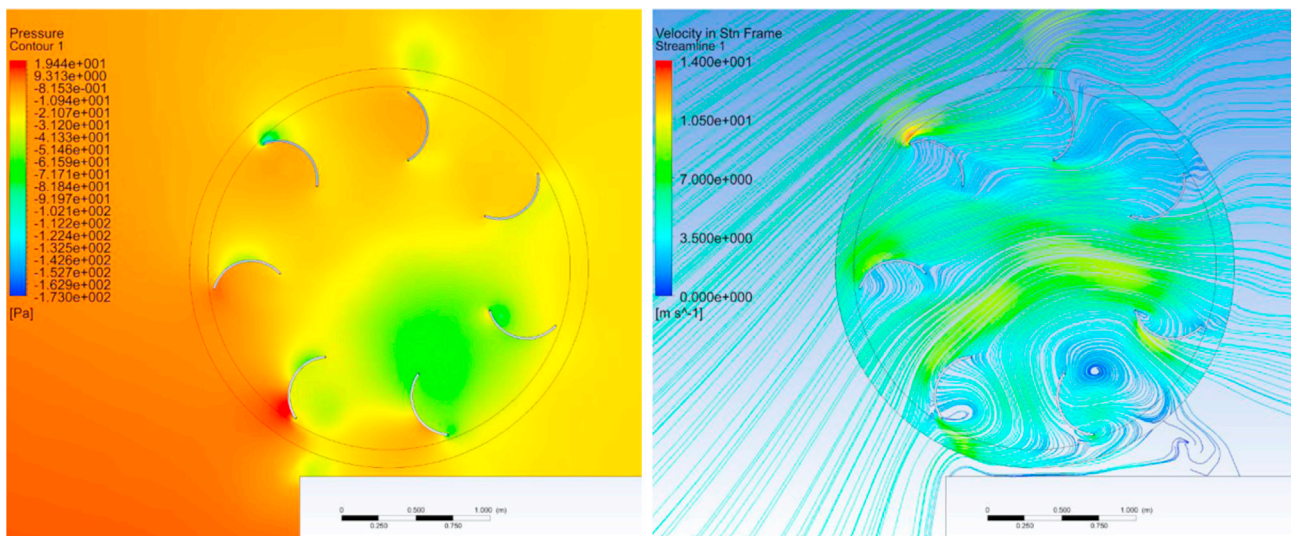 Pressure
Contour 1
1.944e+001
9.313e+000
-8.153e-001
-1.094e+001
-2.107e+001
-3.120e+001
-4.133e+001
-5.146e+001
-6.159e+001
-7.171e+001
-8.184e+001
-9.197e+001
-1.021e+002
-1.122e+002
-1.224e+002
-1.325e+002
-1.426e+002
-1.527e+002
-1.629e+002
-1.730e+002
[Pa]
0 0.500 1.000 (m)
0.250 0.750
Velocity in Stn Frame
Streamline 1
1.400e+001
1.050e+001
7.000e+000
3.500e+000
0.000e+000
[m s^-1]
0 0.500 1.000 (m)
0.250 0.750